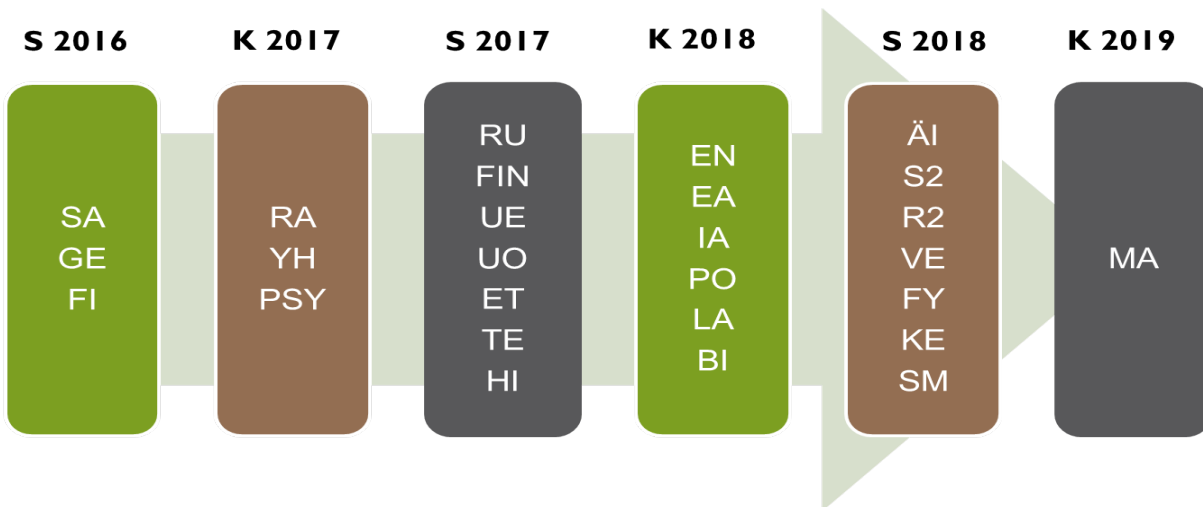 S 2016
SA
GE
FI
K 2017
RA
YH
PSY
S 2017
RU
FIN
UE
UO
ET
TE
HI
K 2018
EN
EA
IA
PO
LA
BI
S 2018
ÄI
S2
R2
VE
FY
KE
SM
K 2019
MA